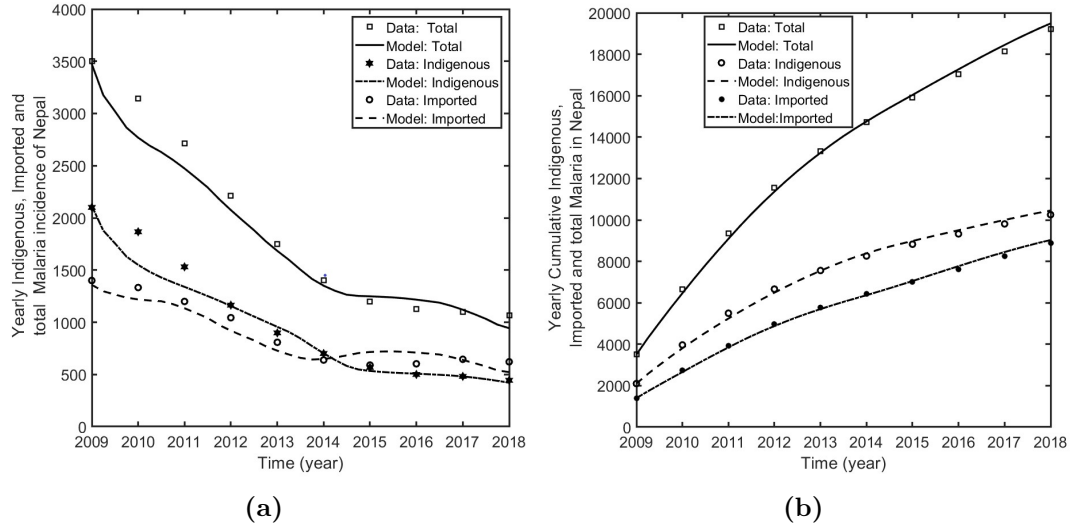 Yearly Indigenous, Imported and
total Malaria incidence of Nepal
4000
3500
3000
2500
2000
1500
1000
500
0
Data: Total
Model: Total
Data: Indigenous
Model: Indigenous
Data: Imported
Model: Imported
2009 2010 2011 2012 2013 2014 2015 2016 2017 2018
Time (year)
(a)
Yearly Cumulative Indigenous,
Imported and total Malaria in Nepal
20000
18000
16000
14000
12000
10000
8000
6000
4000
2000
0
Data: Total
Model: Total
Data: Indigenous
Model: Indigenous
Data: Imported
Model:Imported
2009 2010 2011 2012 2013 2014 2015 2016 2017 2018
Time (year)
(b)